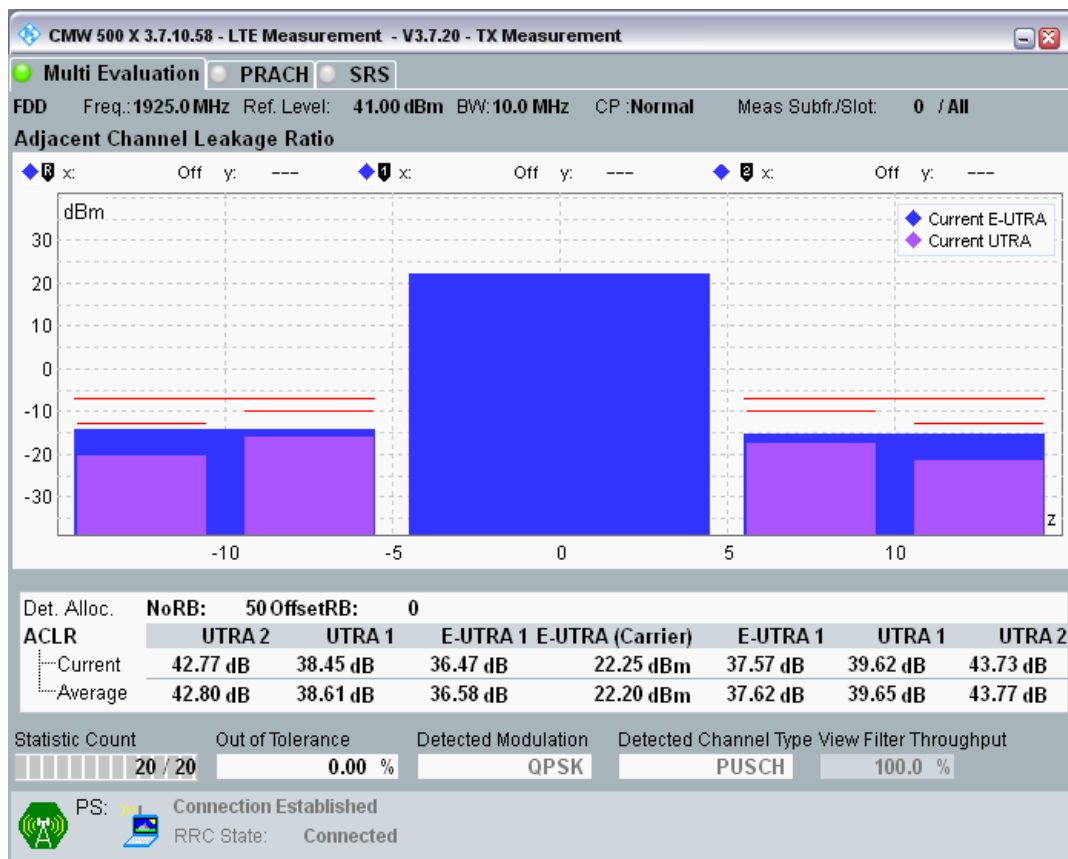 CMW 500 X 3.7.10.58 - LTE Measurement - V3.7.20 - TX Measurement
Multi Evaluation PRACH SRS
FDD Freq.: 1925.0 MHz Ref. Level: 41.00 dBm BW: 10.0 MHz CP :Normal Meas Subfr./Slot: 0 / All
Adjacent Channel Leakage Ratio
R x: Off y: --- 1 x: Off y: --- 2 x: Off y: ---
dBm
Current E-UTRA
Current UTRA
30
20
10
0
-10
-20
-30
z
-10 -5 0 5 10
Det. Alloc. NoRB: 50 OffsetRB: 0
ACLR UTRA 2 UTRA 1 E-UTRA 1 E-UTRA (Carrier) E-UTRA 1 UTRA 1 UTRA 2
Current 42.77 dB 38.45 dB 36.47 dB 22.25 dBm 37.57 dB 39.62 dB 43.73 dB
Average 42.80 dB 38.61 dB 36.58 dB 22.20 dBm 37.62 dB 39.65 dB 43.77 dB
Statistic Count Out of Tolerance Detected Modulation Detected Channel Type View Filter Throughput
20 / 20 0.00 % QPSK PUSCH 100.0 %
PS: Connection Established
RRC State: Connected